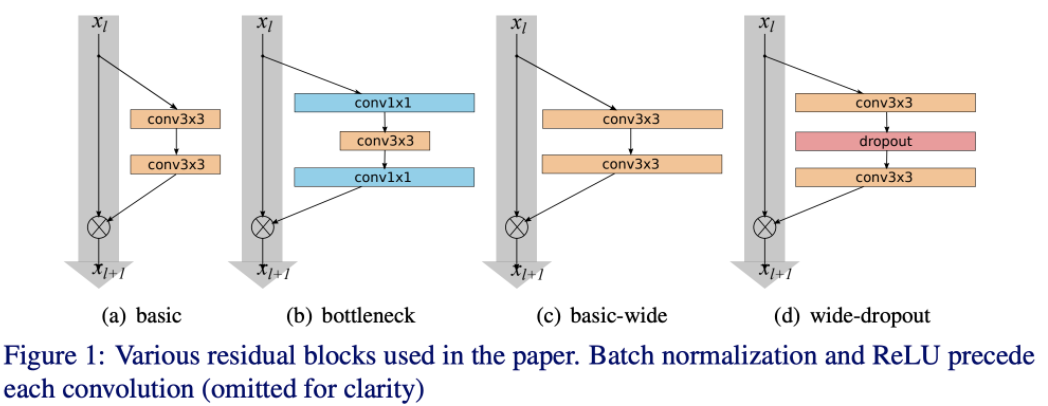 x_l
conv3x3
conv3x3
x_{l+1}
(a) basic
x_l
conv1x1
conv3x3
conv1x1
x_{l+1}
(b) bottleneck
x_l
conv3x3
conv3x3
x_{l+1}
(c) basic-wide
x_l
conv3x3
dropout
conv3x3
x_{l+1}
(d) wide-dropout
Figure 1: Various residual blocks used in the paper. Batch normalization and ReLU precede
each convolution (omitted for clarity)